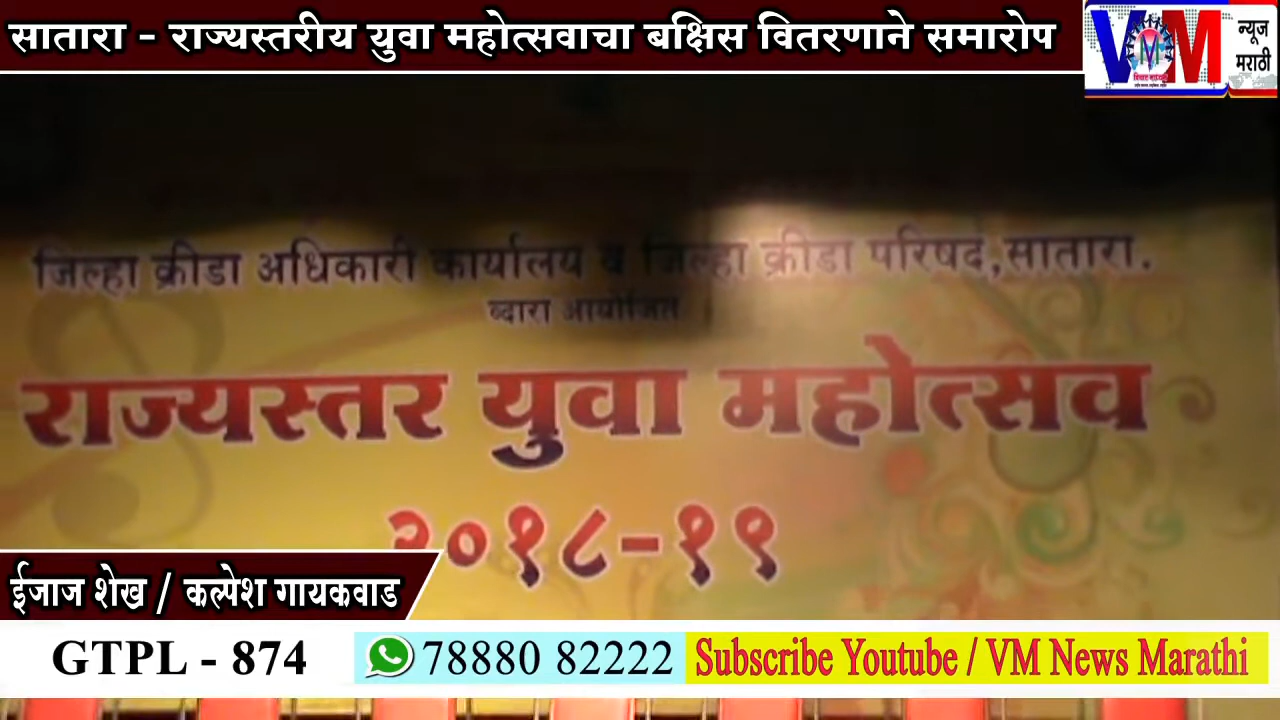 सातारा - राज्यस्तरीय युवा महोत्सवाचा बक्षिस वितरणाने समारोप
VM
न्यूज
मराठी
जिल्हा क्रीडा अधिकारी कार्यालय व जिल्हा क्रीडा परिषद,सातारा.
व्दारा आयोजित
राज्यस्तर युवा महोत्सव
२०१८-१९
ईजाज शेख / कल्पेश गायकवाड
GTPL - 874
78880 82222
Subscribe Youtube / VM News Marathi